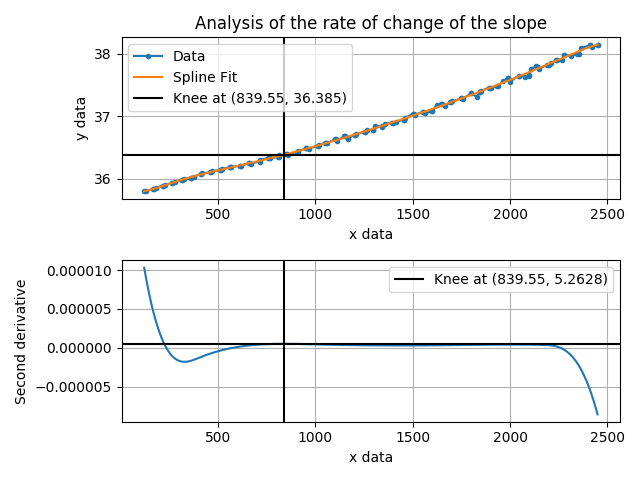 Analysis of the rate of change of the slope
38
37
36
y data
Data
Spline Fit
Knee at (839.55, 36.385)
500
1000
1500
2000
2500
x data
0.000010
0.000005
0.000000
−0.000005
Second derivative
Knee at (839.55, 5.2628)
500
1000
1500
2000
2500
x data